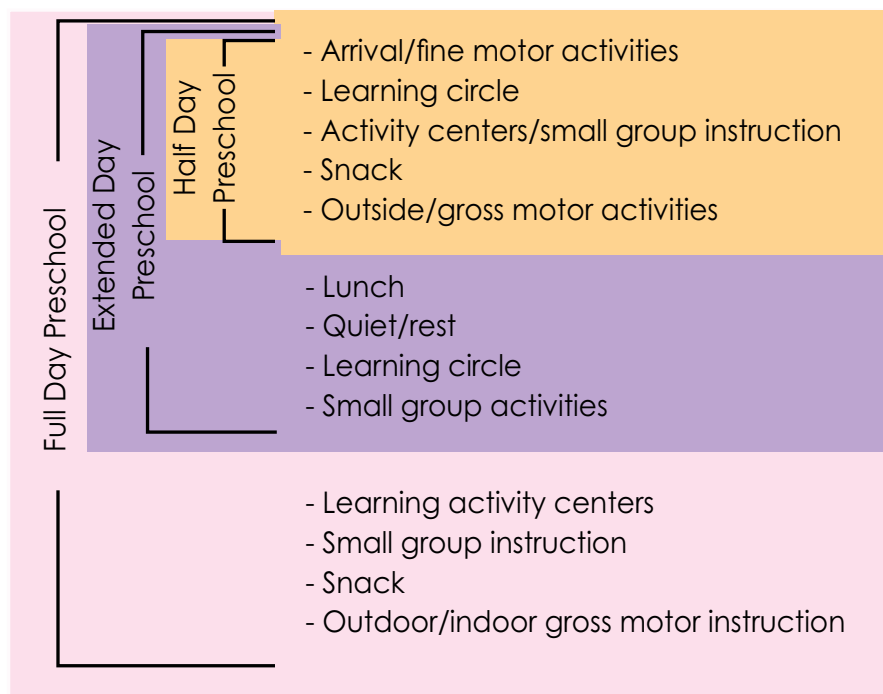 Full Day Preschool
Extended Day
Preschool
Half Day
Preschool
- Arrival/fine motor activities
- Learning circle
- Activity centers/small group instruction
- Snack
- Outside/gross motor activities
- Lunch
- Quiet/rest
- Learning circle
- Small group activities
- Learning activity centers
- Small group instruction
- Snack
- Outdoor/indoor gross motor instruction